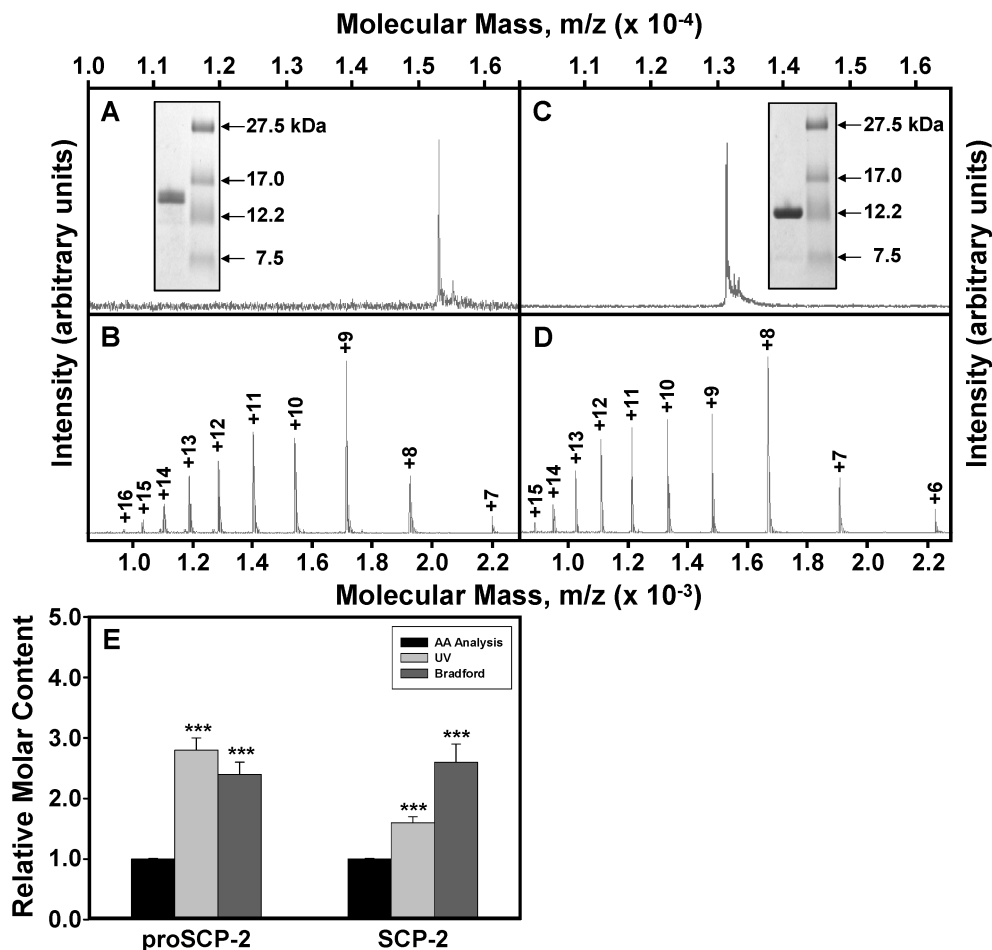 Molecular Mass, m/z (x 10-4)
1.0 1.1 1.2 1.3 1.4 1.5 1.6 1.1 1.2 1.3 1.4 1.5 1.6
Intensity (arbitrary units)
A
27.5 kDa
17.0
12.2
7.5
C
27.5 kDa
17.0
12.2
7.5
Intensity (arbitrary units)
B
+16 +15 +14 +13 +12 +11 +10 +9 +8 +7
D
+15 +14 +13 +12 +11 +10 +9 +8 +7 +6
1.0 1.2 1.4 1.6 1.8 2.0 2.2 1.0 1.2 1.4 1.6 1.8 2.0 2.2
Molecular Mass, m/z (x 10-3)
E
Relative Molar Content
5.0
4.0
3.0
2.0
1.0
0.0
AA Analysis
UV
Bradford
*** *** *** ***
proSCP-2 SCP-2